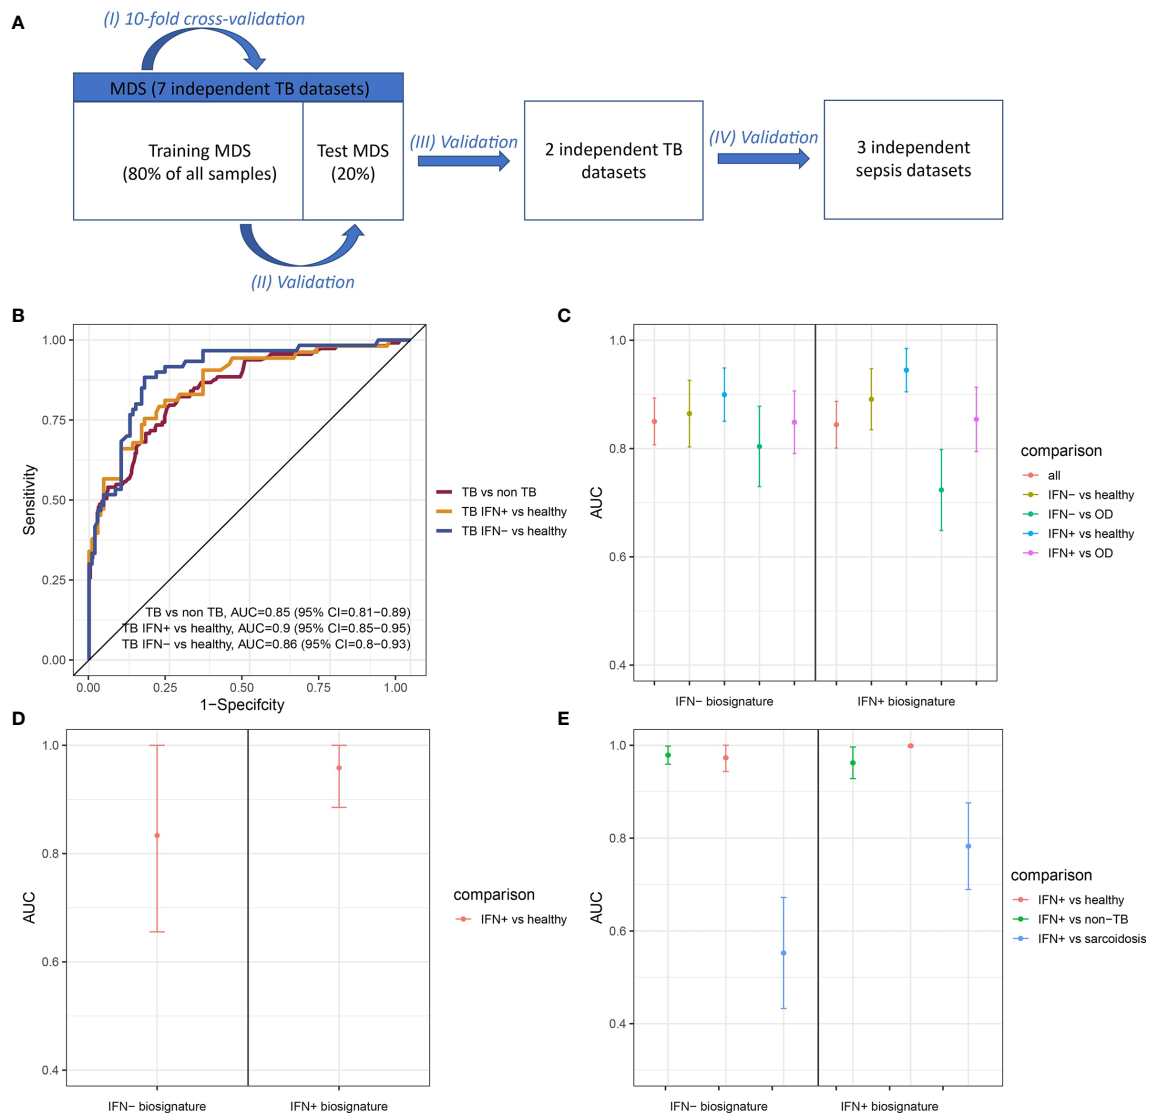 A
(I) 10-fold cross-validation
MDS (7 independent TB datasets)
Training MDS
(80% of all samples)
Test MDS
(20%)
(II) Validation
(III) Validation
2 independent TB
datasets
(IV) Validation
3 independent
sepsis datasets
B
Sensitivity
1.00
0.75
0.50
0.25
0.00
TB vs non TB, AUC=0.85 (95% CI=0.81−0.89)
TB IFN+ vs healthy, AUC=0.9 (95% CI=0.85−0.95)
TB IFN− vs healthy, AUC=0.86 (95% CI=0.8−0.93)
0.00 0.25 0.50 0.75 1.00
1−Specifcity
TB vs non TB
TB IFN+ vs healthy
TB IFN− vs healthy
C
AUC
1.0
0.8
0.6
0.4
IFN− biosignature
IFN+ biosignature
comparison
all
IFN− vs healthy
IFN− vs OD
IFN+ vs healthy
IFN+ vs OD
D
AUC
1.0
0.8
0.6
0.4
IFN− biosignature
IFN+ biosignature
comparison
IFN+ vs healthy
E
AUC
1.0
0.8
0.6
0.4
IFN− biosignature
IFN+ biosignature
comparison
IFN+ vs healthy
IFN+ vs non−TB
IFN+ vs sarcoidosis